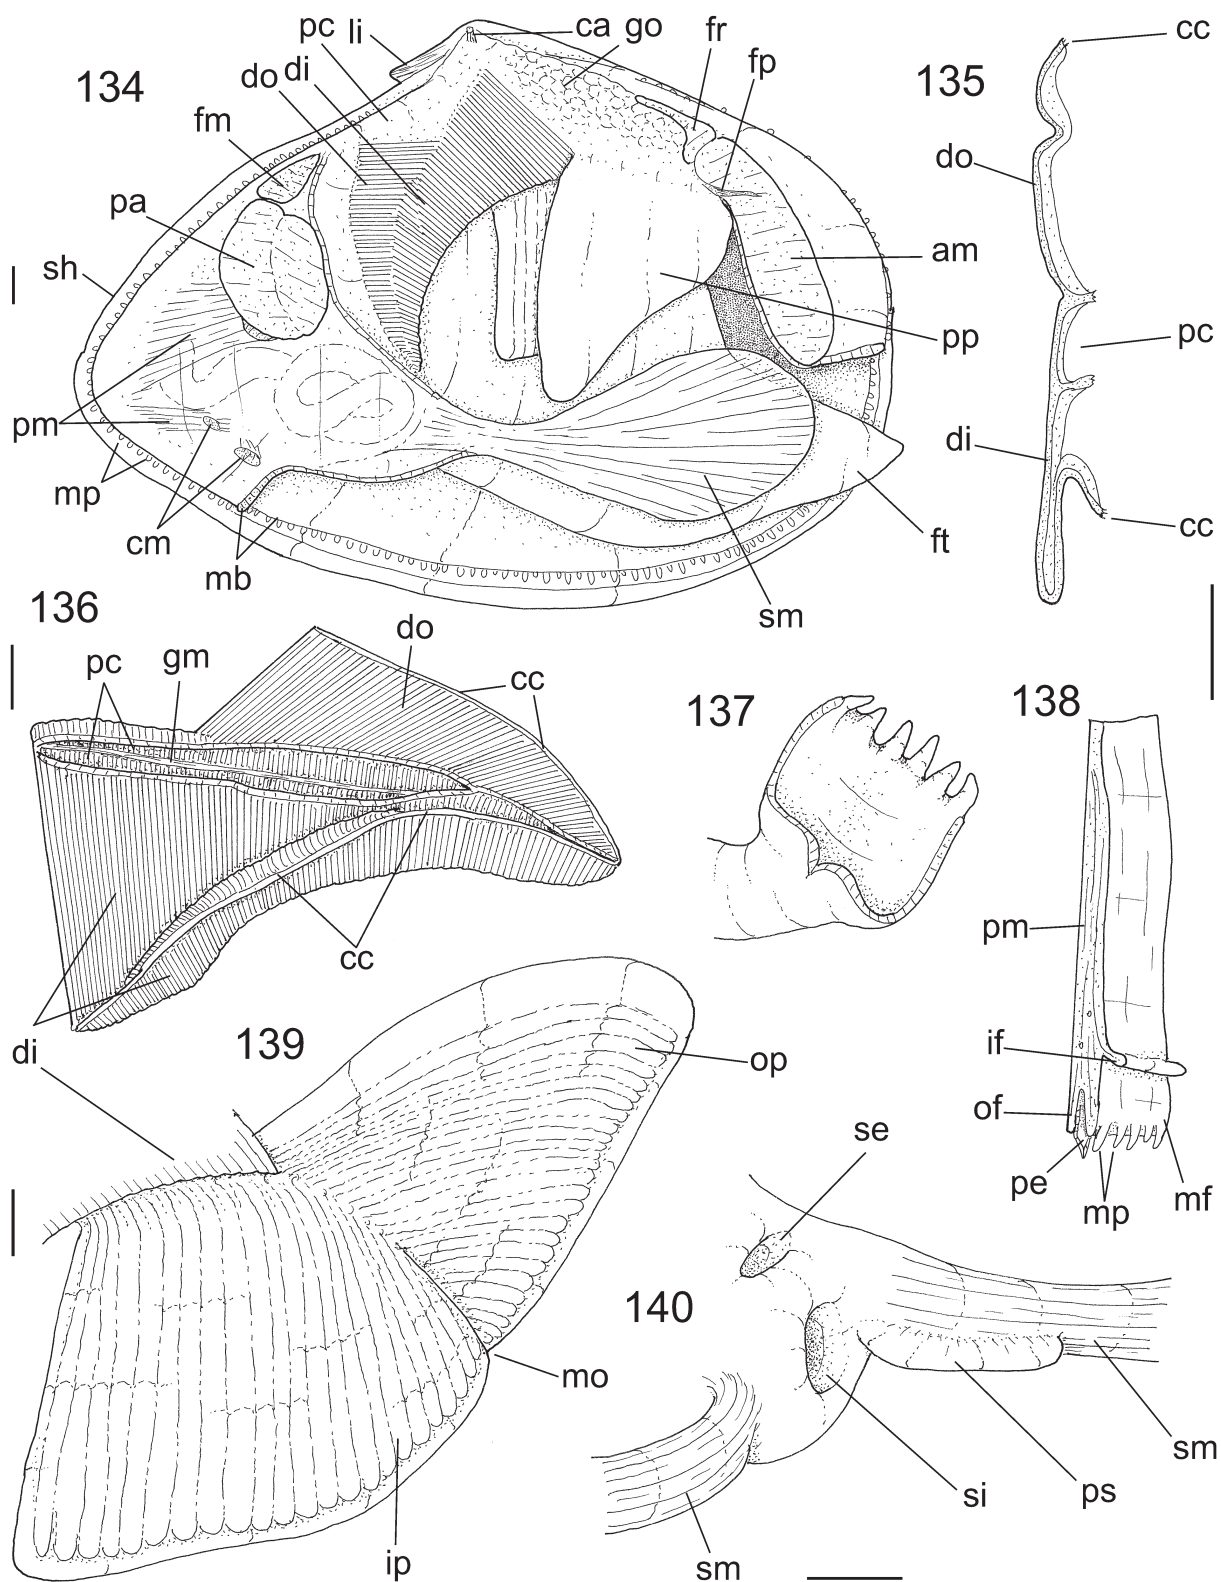 134
pc li ca go fr fp
do di
fm
pa
sh
am
pp
pm
mp
cm
mb
ft
sm
135
cc
do
pc
di
cc
136
do
pc gm
cc
cc
di
137
138
pm
if
of
pe
mp
mf
139
op
mo
ip
140
se
sm
si
ps
sm